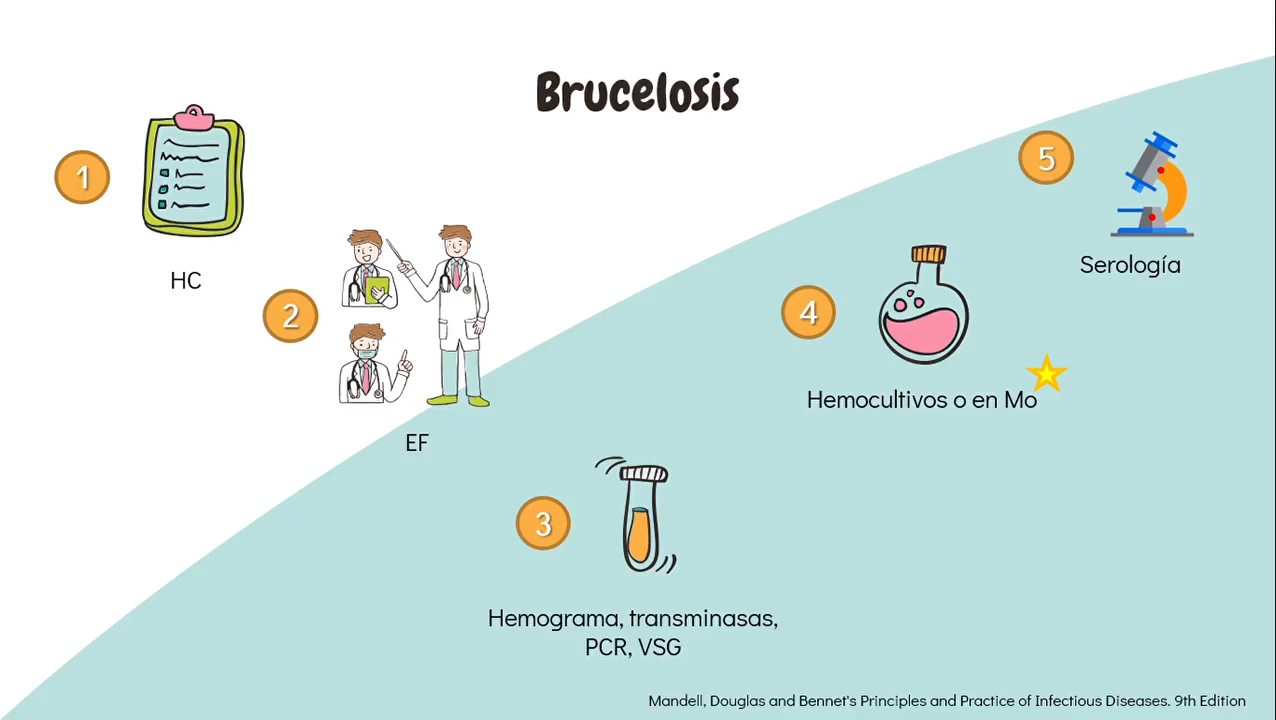 Brucelosis
1
HC
2
EF
3
Hemograma, transminasas,
PCR, VSG
4
Hemocultivos o en Mo
5
Serología
Mandell, Douglas and Bennet's Principles and Practice of Infectious Diseases. 9th Edition